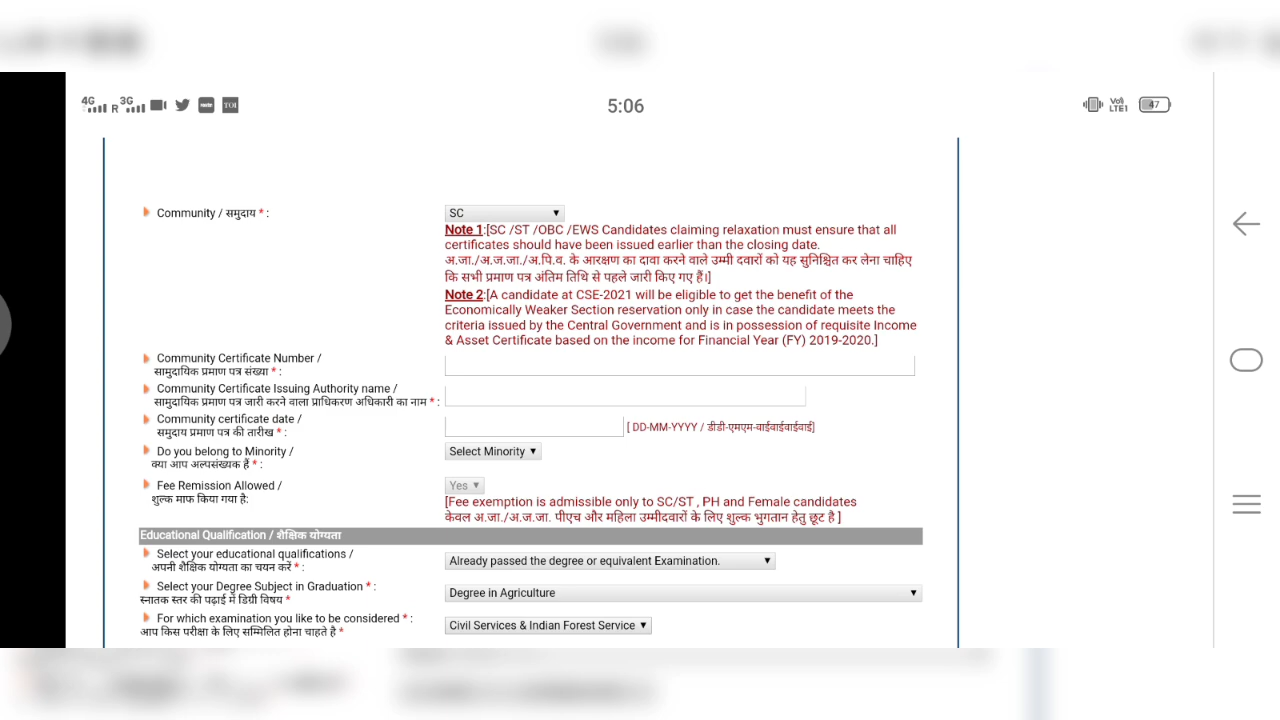 4G R 3G 5:06 Vo) LTE1 47
TOI
Community / समुदाय * : SC
Note 1:[SC /ST /OBC /EWS Candidates claiming relaxation must ensure that all
certificates should have been issued earlier than the closing date.
अ.जा./अ.ज.जा./अ.पि.व. के आरक्षण का दावा करने वाले उम्मी दवारों को यह सुनिश्चित कर लेना चाहिए
कि सभी प्रमाण पत्र अंतिम तिथि से पहले जारी किए गए हैं।]
Note 2:[A candidate at CSE-2021 will be eligible to get the benefit of the
Economically Weaker Section reservation only in case the candidate meets the
criteria issued by the Central Government and is in possession of requisite Income
& Asset Certificate based on the income for Financial Year (FY) 2019-2020.]
Community Certificate Number /
सामुदायिक प्रमाण पत्र संख्या * :
Community Certificate Issuing Authority name /
सामुदायिक प्रमाण पत्र जारी करने वाला प्राधिकरण अधिकारी का नाम * :
Community certificate date /
समुदाय प्रमाण पत्र की तारीख * : [ DD-MM-YYYY / डीडी-एमएम-वाईवाईवाईवाई]
Do you belong to Minority / Select Minority
क्या आप अल्पसंख्यक हैं * :
Fee Remission Allowed / Yes
शुल्क माफ किया गया है:
[Fee exemption is admissible only to SC/ST , PH and Female candidates
केवल अ.जा./अ.ज.जा. पीएच और महिला उम्मीदवारों के लिए शुल्क भुगतान हेतु छूट है ]
Educational Qualification / शैक्षिक योग्यता
Select your educational qualifications / Already passed the degree or equivalent Examination.
अपनी शैक्षिक योग्यता का चयन करें * :
Select your Degree Subject in Graduation * : Degree in Agriculture
स्नातक स्तर की पढ़ाई में डिग्री विषय *
For which examination you like to be considered * : Civil Services & Indian Forest Service
आप किस परीक्षा के लिए सम्मिलित होना चाहते है *